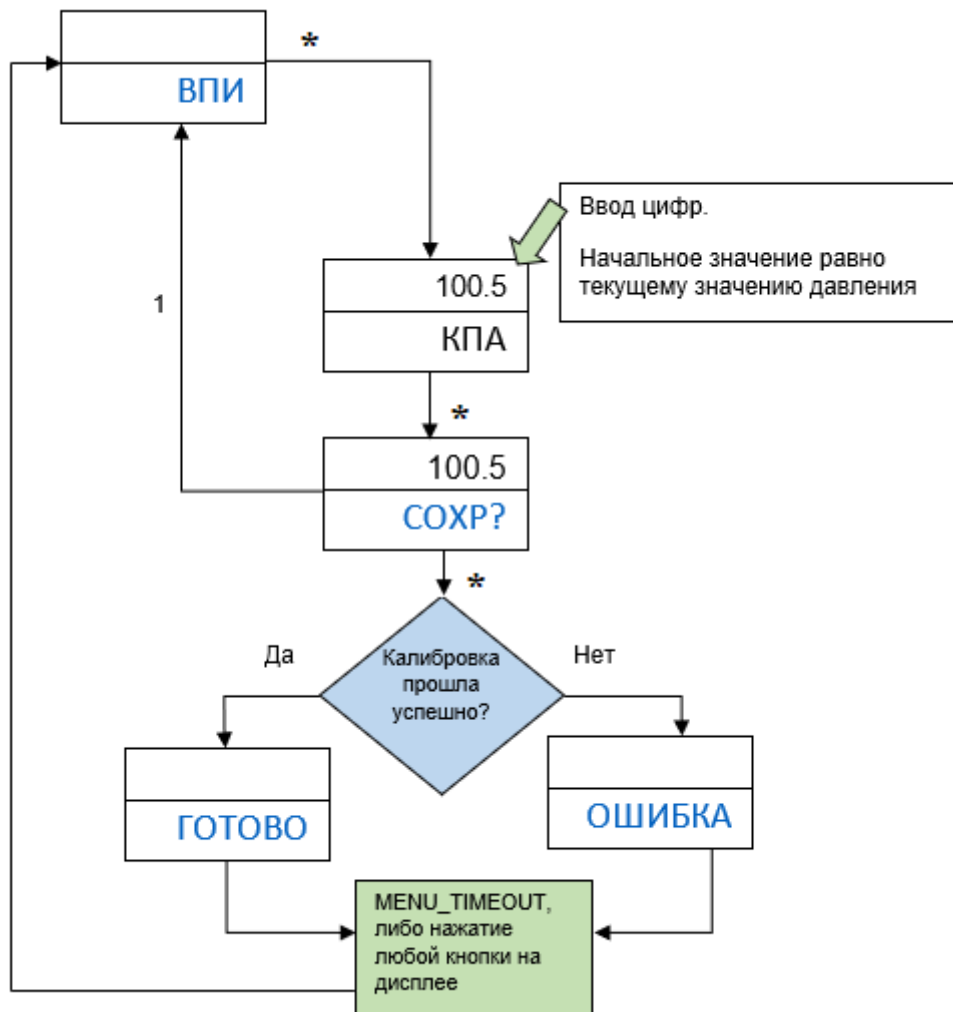 *
ВПИ
Ввод цифр.
Начальное значение равно
текущему значению давления
100.5
КПА
1
*
100.5
СОХР?
*
Да
Калибровка
прошла
успешно?
Нет
ГОТОВО
ОШИБКА
MENU_TIMEOUT,
либо нажатие
любой кнопки на
дисплее